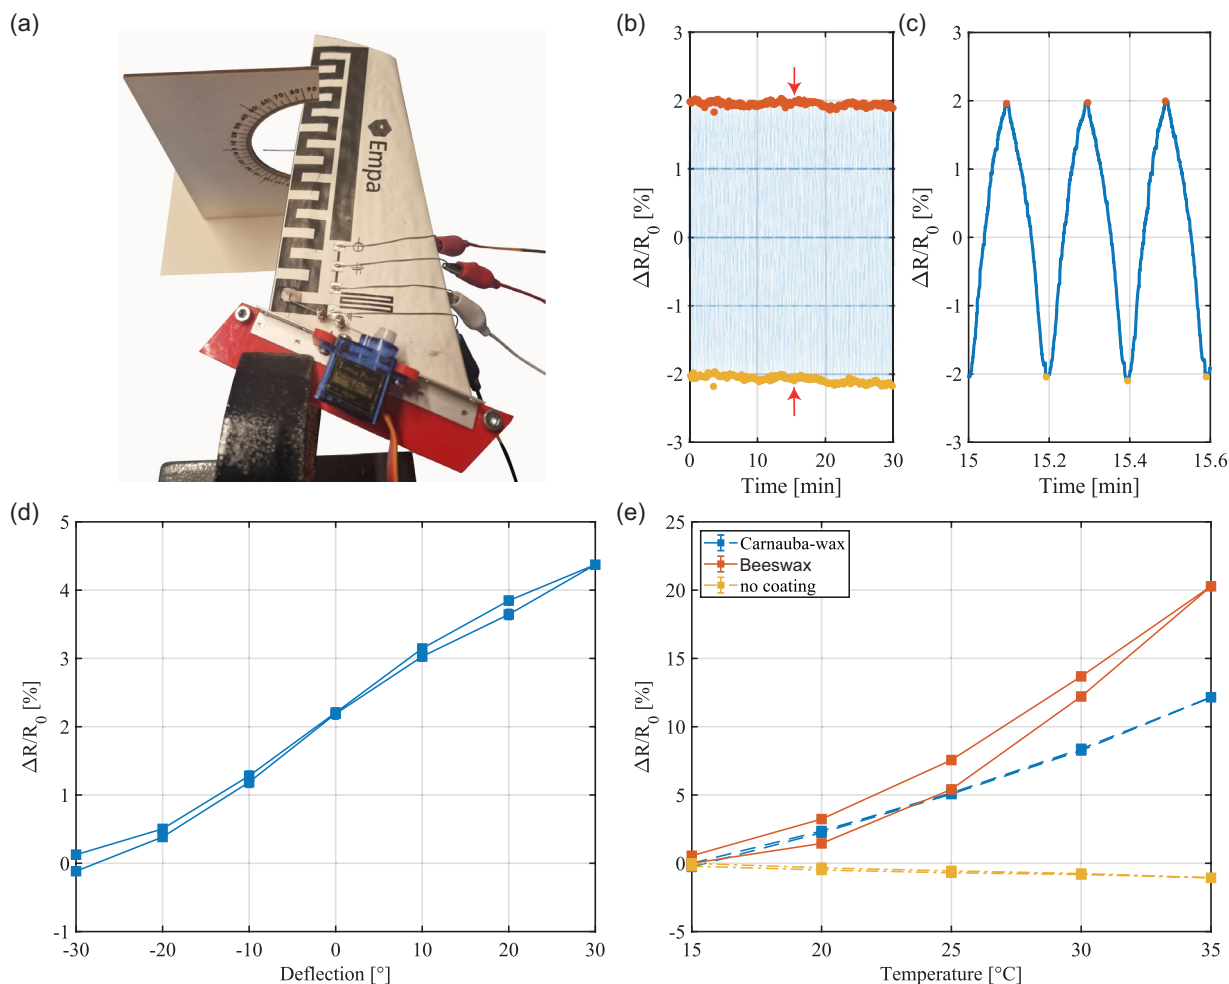 (a)
Empa
(b)
3
2
1
0
-1
-2
-3
ΔR/R0 [%]
0 10 20 30
Time [min]
(c)
3
2
1
0
-1
-2
-3
ΔR/R0 [%]
15 15.2 15.4 15.6
Time [min]
(d)
5
4
3
2
1
0
-1
ΔR/R0 [%]
-30 -20 -10 0 10 20 30
Deflection [°]
(e)
25
20
15
10
5
0
-5
ΔR/R0 [%]
Carnauba-wax
Beeswax
no coating
15 20 25 30 35
Temperature [°C]